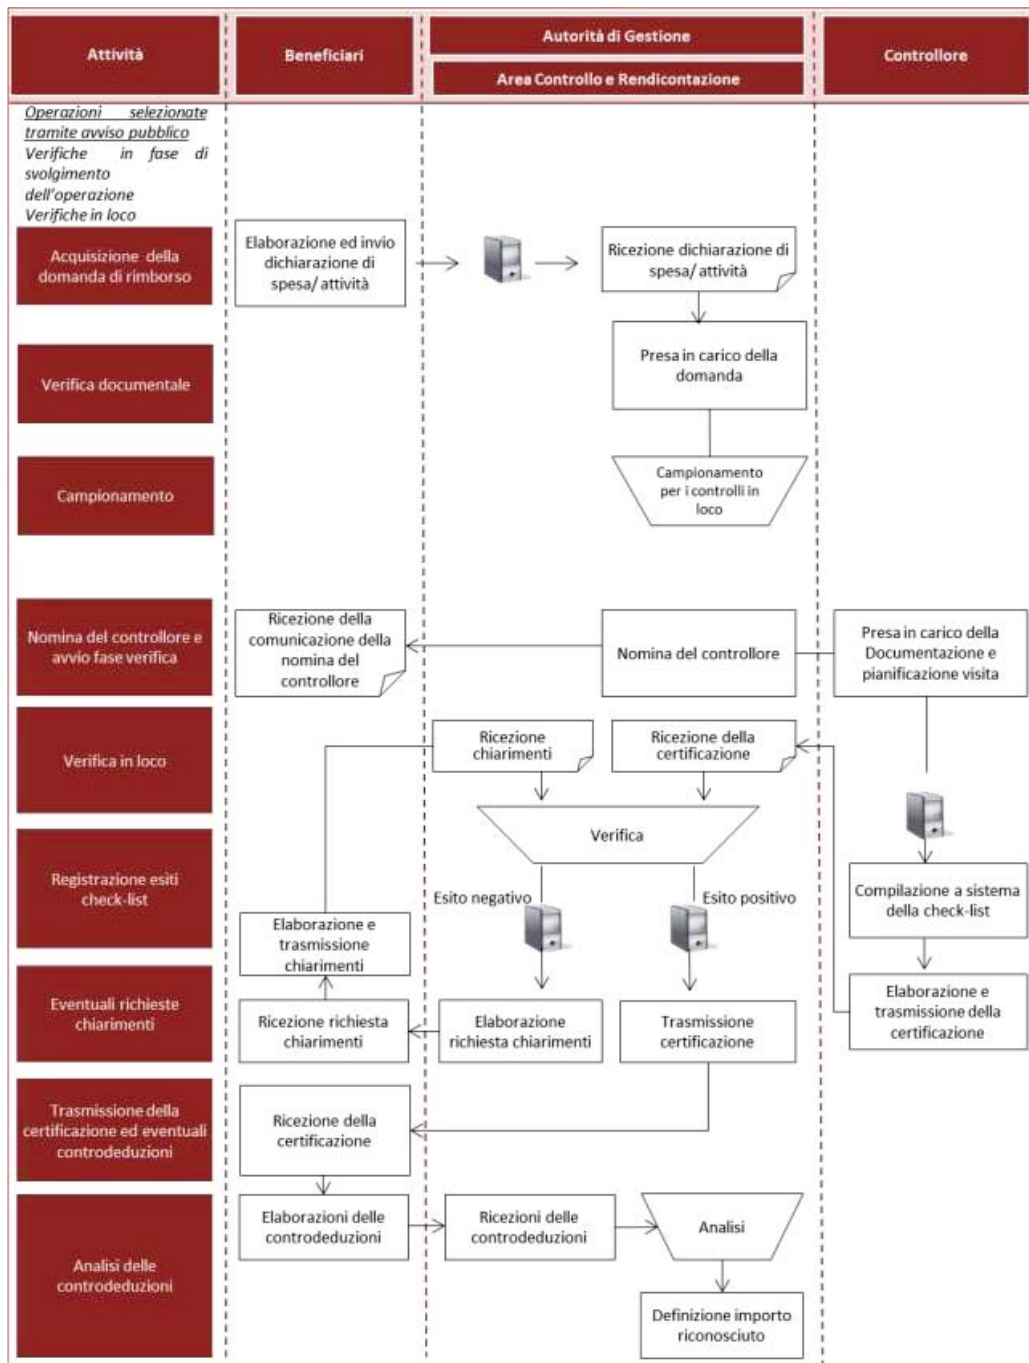 Attività
Beneficiari
Autorità di Gestione
Area Controllo e Rendicontazione
Controllore
Operazioni selezionate
tramite avviso pubblico
Verifiche in fase di
svolgimento
dell'operazione
Verifiche in loco
Acquisizione della
domanda di rimborso
Elaborazione ed invio
dichiarazione di
spesa/ attività
Ricezione dichiarazione di
spesa/ attività
Verifica documentale
Presa in carico della
domanda
Campionamento
Campionamento
per i controlli in
loco
Nomina del controllore e
avvio fase verifica
Ricezione della
comunicazione della
nomina del
controllore
Nomina del controllore
Presa in carico della
Documentazione e
pianificazione visita
Verifica in loco
Ricezione
chiarimenti
Ricezione della
certificazione
Verifica
Registrazione esiti
check-list
Esito negativo
Esito positivo
Compilazione a sistema
della check-list
Elaborazione e
trasmissione
chiarimenti
Eventuali richieste
chiarimenti
Ricezione richiesta
chiarimenti
Elaborazione
richiesta chiarimenti
Trasmissione
certificazione
Elaborazione e
trasmissione della
certificazione
Trasmissione della
certificazione ed eventuali
controdeduzioni
Ricezione della
certificazione
Analisi delle
controdeduzioni
Elaborazioni delle
controdeduzioni
Ricezioni delle
controdeduzioni
Analisi
Definizione importo
riconosciuto